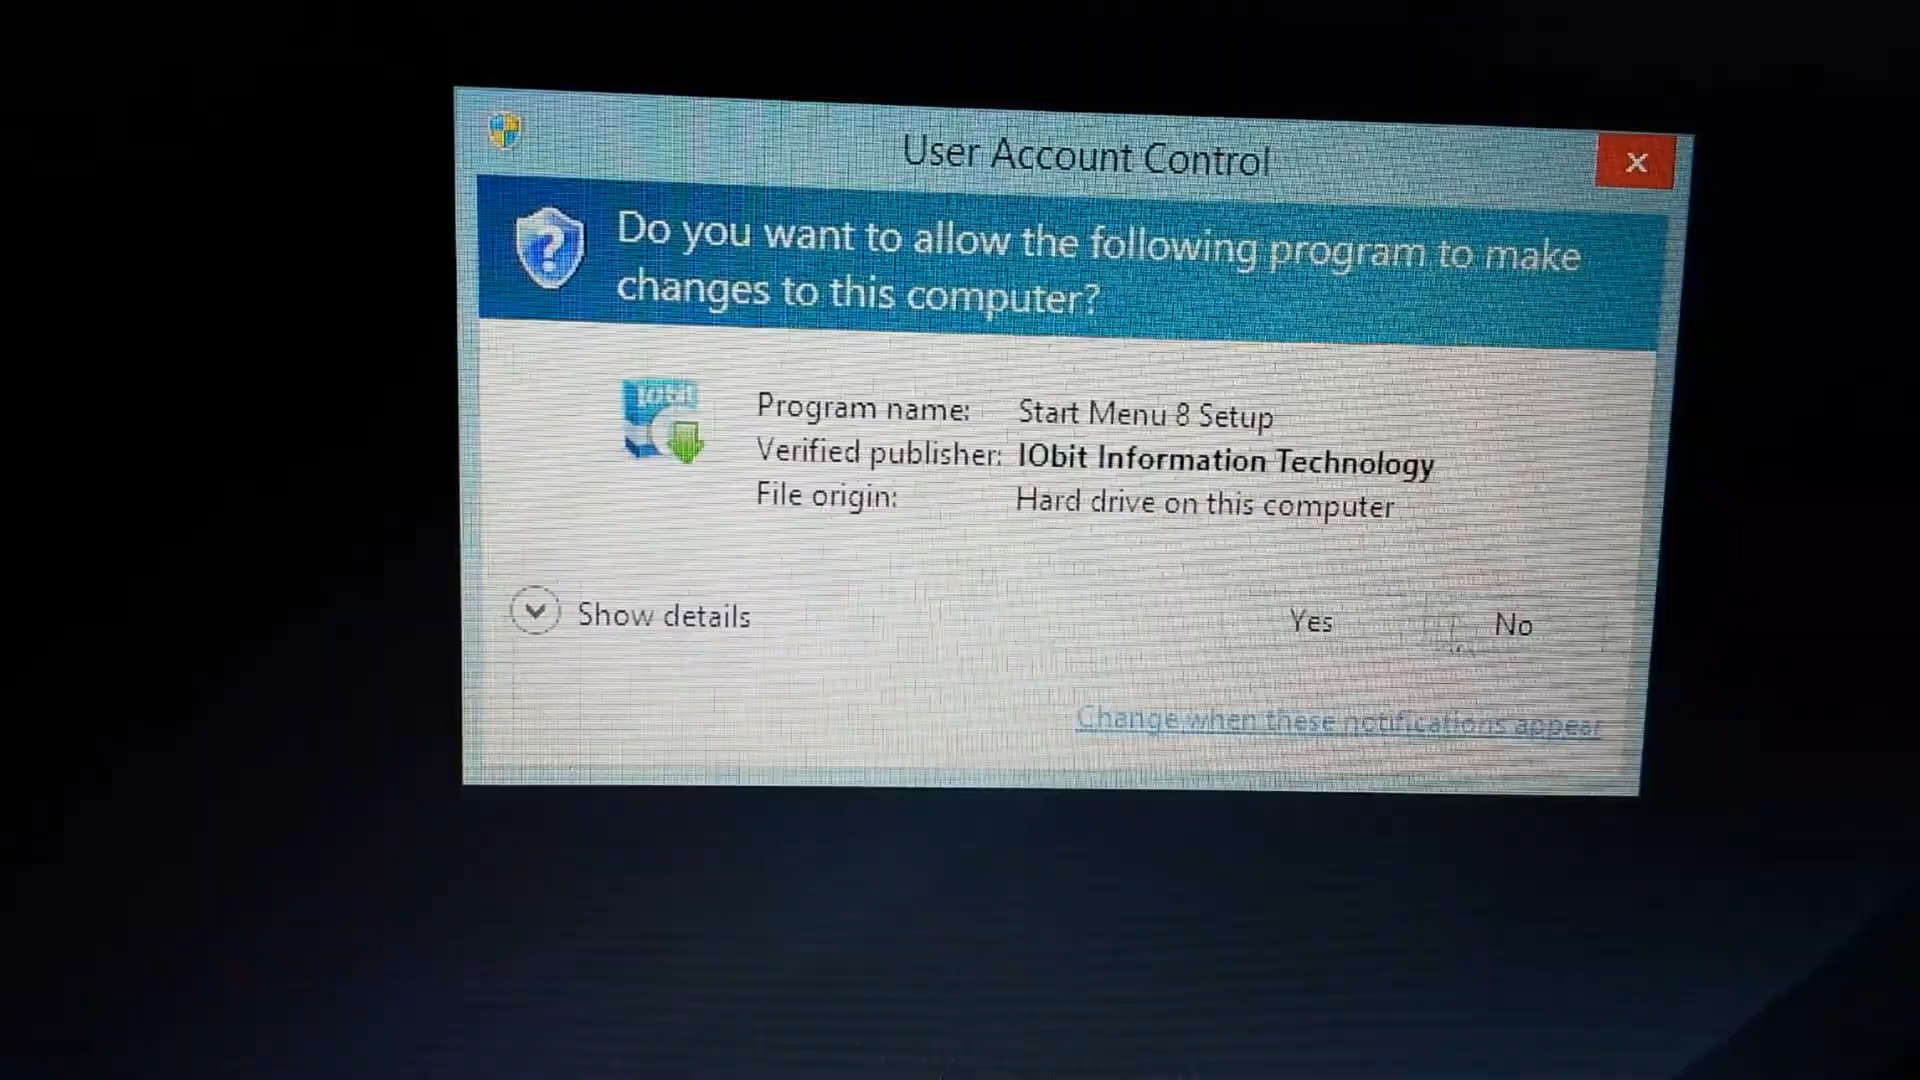 User Account Control
Do you want to allow the following program to make
changes to this computer?
IObit
Program name: Start Menu 8 Setup
Verified publisher: IObit Information Technology
File origin: Hard drive on this computer
Show details
Yes No
Change when these notifications appear